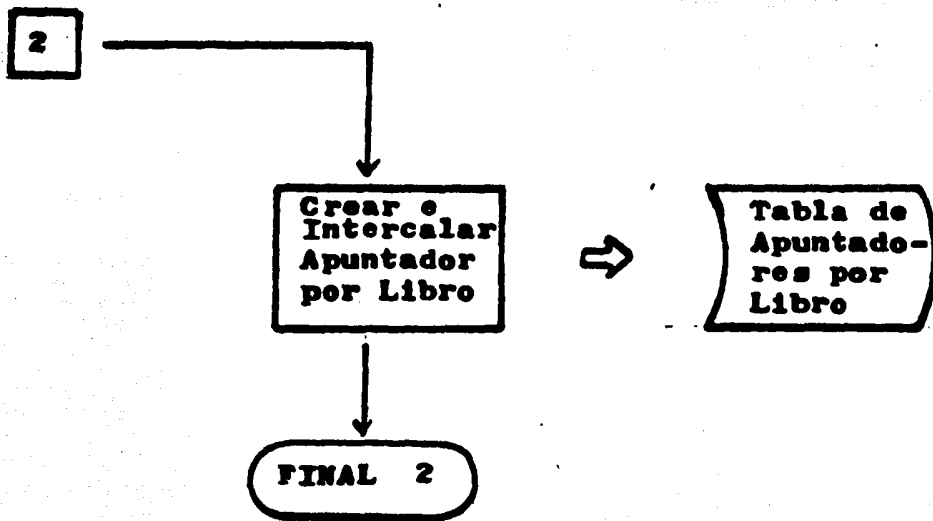 2
Crear e
Intercalar
Apuntador
por Libro
Tabla de
Apuntado-
res por
Libro
FINAL 2